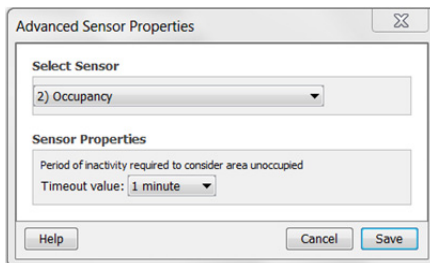 Advanced Sensor Properties
Select Sensor
2) Occupancy
Sensor Properties
Period of inactivity required to consider area unoccupied
Timeout value: 1 minute
Help Cancel Save